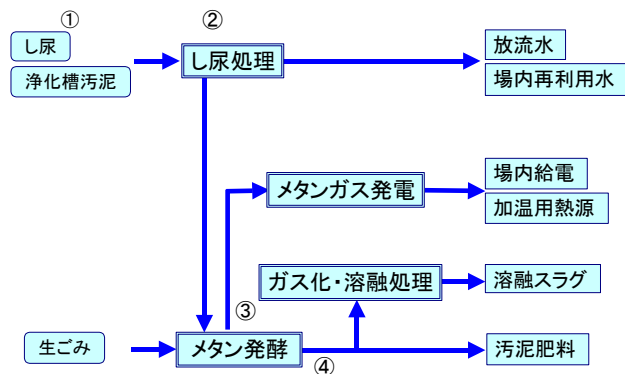 ①
②
し尿
浄化槽汚泥
し尿処理
放流水
場内再利用水
メタンガス発電
場内給電
加温用熱源
ガス化・溶融処理
溶融スラグ
③
生ごみ
メタン発酵
④
汚泥肥料